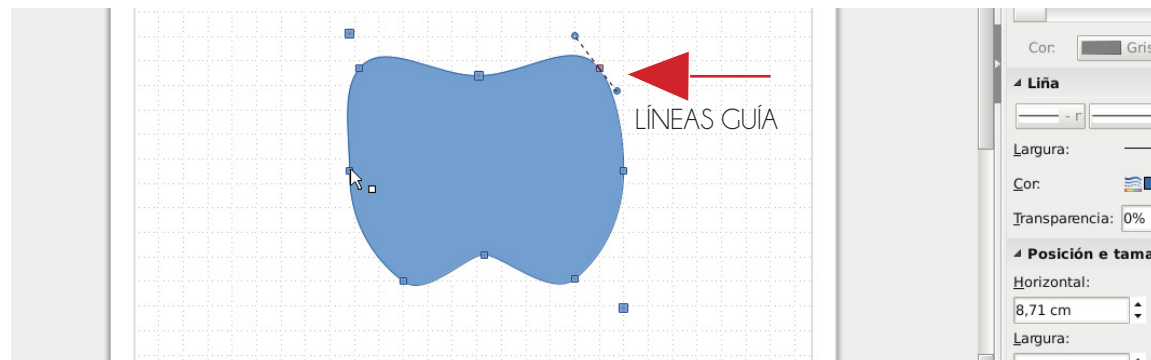 LÍNEAS GUÍA
Cor:
Gris
Liña
Largura:
Cor:
Transparencia: 0%
Posición e tama
Horizontal:
8,71 cm
Largura: